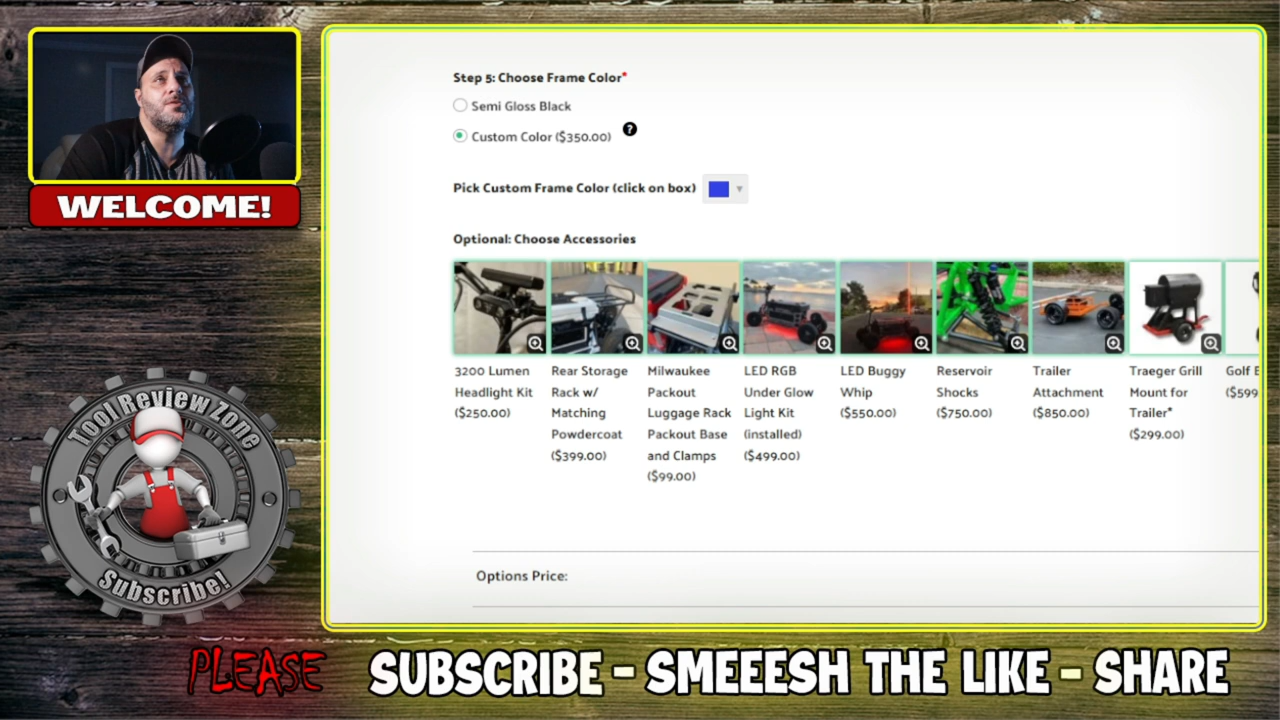 WELCOME!
Tool Review Zone
Subscribe!
Step 5: Choose Frame Color*
Semi Gloss Black
Custom Color ($350.00) ?
Pick Custom Frame Color (click on box)
Optional: Choose Accessories
3200 Lumen
Headlight Kit
($250.00)
Rear Storage
Rack w/
Matching
Powdercoat
($399.00)
Milwaukee
Packout
Luggage Rack
Packout Base
and Clamps
($99.00)
LED RGB
Under Glow
Light Kit
(installed)
($499.00)
LED Buggy
Whip
($550.00)
Reservoir
Shocks
($750.00)
Trailer
Attachment
($850.00)
Traeger Grill
Mount for
Trailer*
($299.00)
Golf
($599
Options Price:
PLEASE SUBSCRIBE - SMEEESH THE LIKE - SHARE